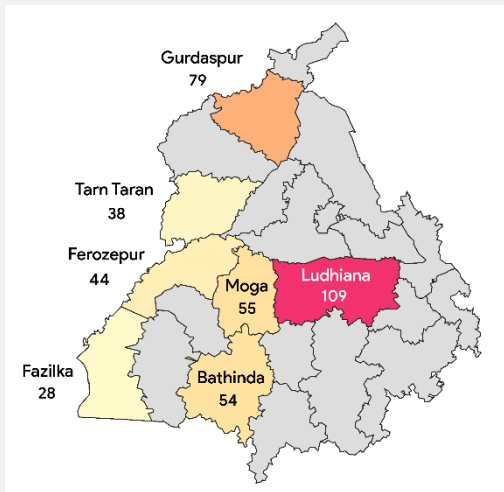 Gurdaspur
79
Tarn Taran
38
Ferozepur
44
Moga
55
Ludhiana
109
Fazilka
28
Bathinda
54